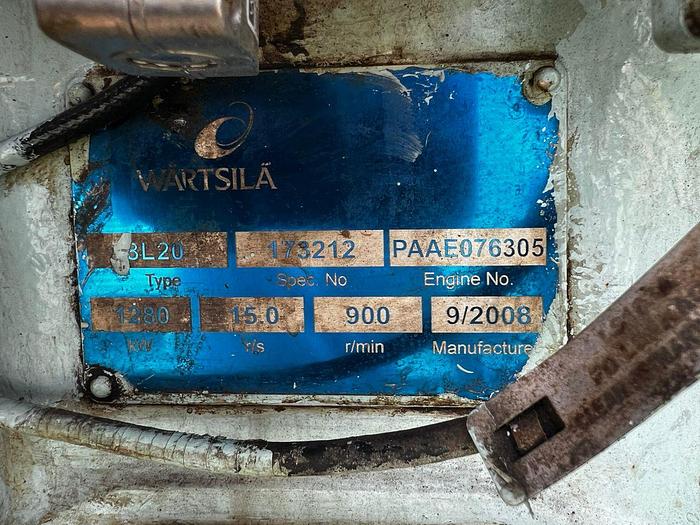 WÄRTSILÄ
8L20 173212 PAAE076305
Type Spec. No Engine No.
1280 15.0 900 9/2008
kW r/s r/min Manufacture